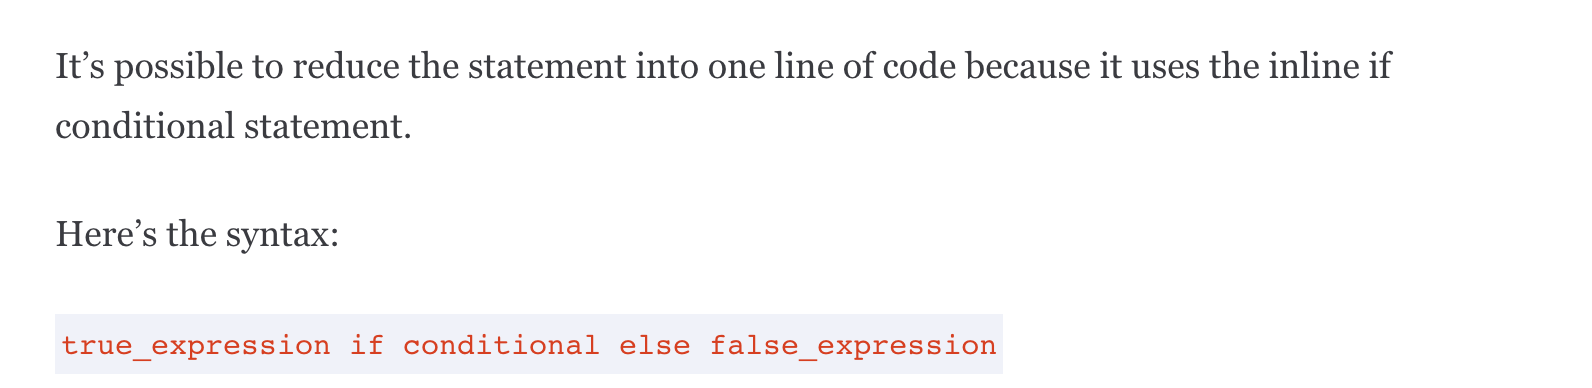 It’s possible to reduce the statement into one line of code because it uses the inline if
conditional statement.
Here’s the syntax:
true_expression if conditional else false_expression